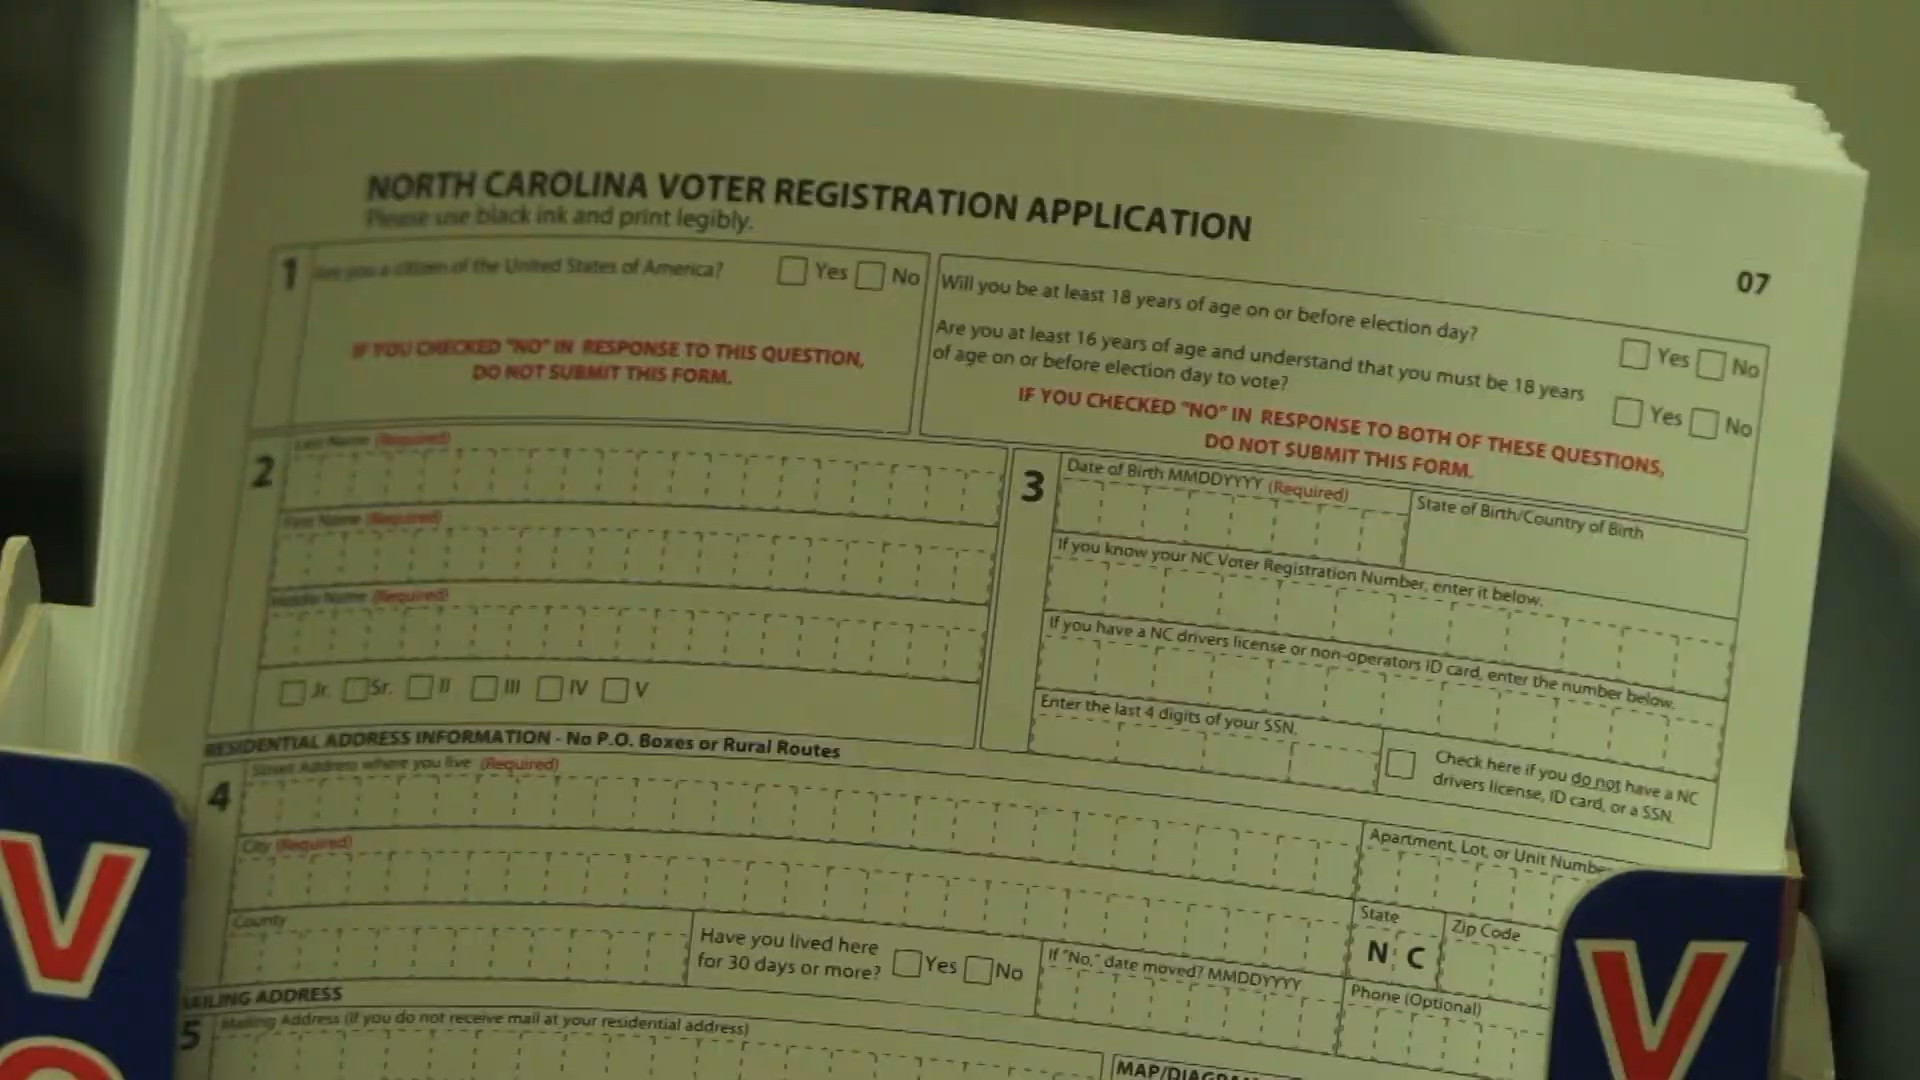 NORTH CAROLINA VOTER REGISTRATION APPLICATION
Please use black ink and print legibly.
07
1
Are you a citizen of the United States of America?
Yes No
IF YOU CHECKED "NO" IN RESPONSE TO THIS QUESTION,
DO NOT SUBMIT THIS FORM.
Will you be at least 18 years of age on or before election day?
Yes No
Are you at least 16 years of age and understand that you must be 18 years
of age on or before election day to vote?
Yes No
IF YOU CHECKED "NO" IN RESPONSE TO BOTH OF THESE QUESTIONS,
DO NOT SUBMIT THIS FORM.
2
Last Name (Required)
First Name (Required)
Middle Name (Required)
Jr. Sr. II III IV V
3
Date of Birth MMDDYYYY (Required)
State of Birth/Country of Birth
If you know your NC Voter Registration Number, enter it below.
If you have a NC drivers license or non-operators ID card, enter the number below.
Enter the last 4 digits of your SSN.
Check here if you do not have a NC
drivers license, ID card, or a SSN.
RESIDENTIAL ADDRESS INFORMATION - No P.O. Boxes or Rural Routes
4
Street Address where you live (Required)
Apartment, Lot, or Unit Number
City (Required)
State
N C
Zip Code
County
Have you lived here
for 30 days or more?
Yes No
If "No," date moved? MMDDYYYY
Phone (Optional)
MAILING ADDRESS
5
Mailing Address (If you do not receive mail at your residential address)
MAP/DIAGRAM
V
O
V